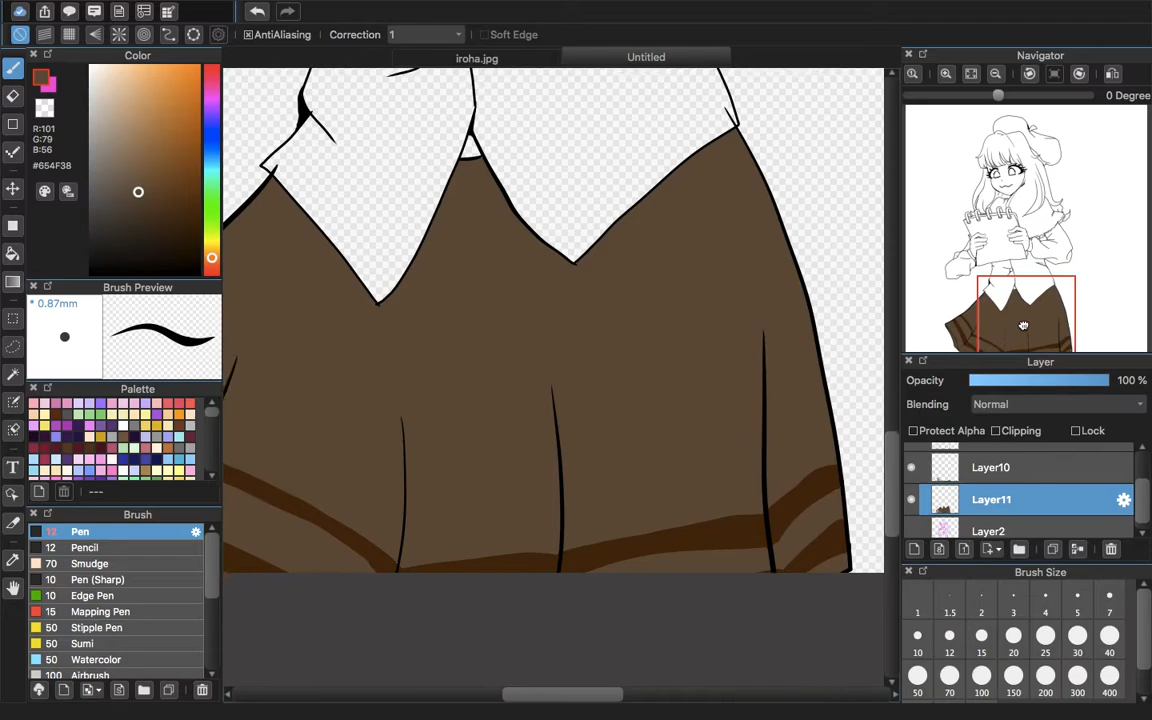 AntiAliasing Correction 1 Soft Edge
Color
iroha.jpg Untitled
Navigator
0 Degree
R:101
G:79
B:56
#654F38
Brush Preview
* 0.87mm
Palette
---
Brush
12 Pen
12 Pencil
70 Smudge
10 Pen (Sharp)
10 Edge Pen
15 Mapping Pen
50 Stipple Pen
50 Sumi
50 Watercolor
100 Airbrush
Layer
Opacity 100 %
Blending Normal
Protect Alpha Clipping Lock
Layer10
Layer11
Layer2
Brush Size
1 1.5 2 3 4 5 7
10 12 15 20 25 30 40
50 70 100 150 200 300 400